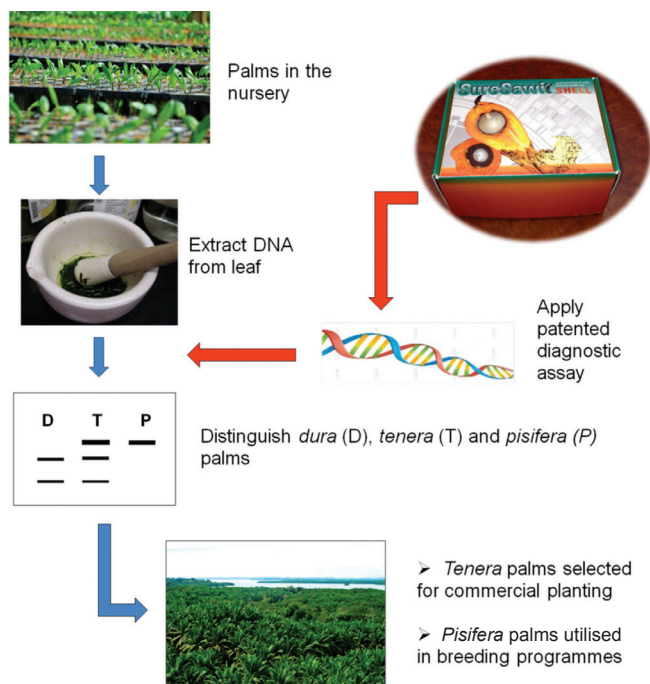 Palms in the
nursery
SureSawit
SHELL
Extract DNA
from leaf
Apply
patented
diagnostic
assay
D T P
Distinguish dura (D), tenera (T) and pisifera (P)
palms
➢ Tenera palms selected
for commercial planting
➢ Pisifera palms utilised
in breeding programmes